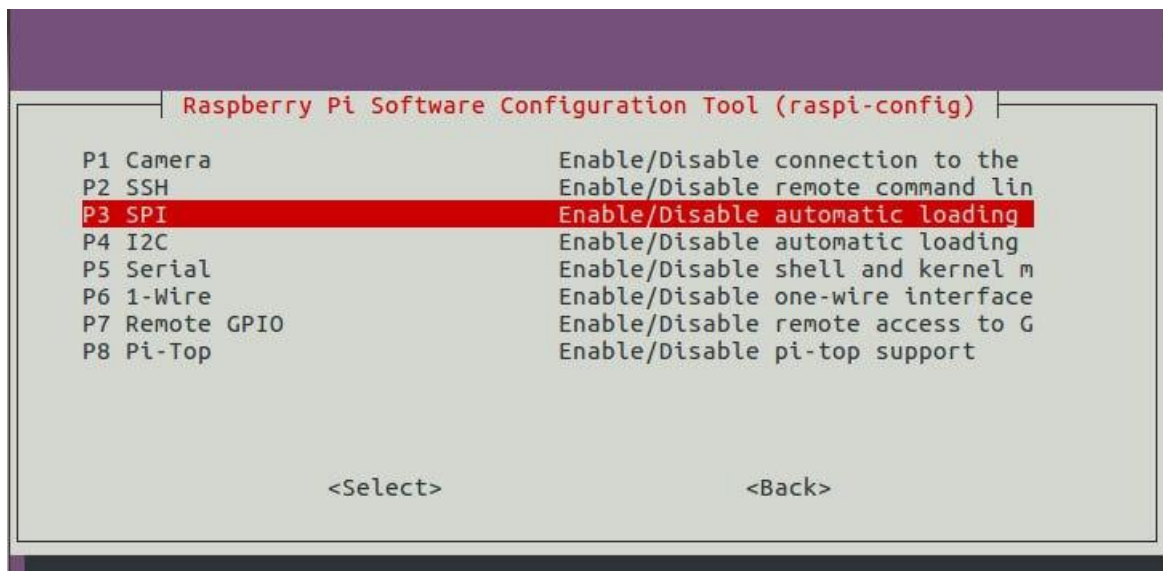 Raspberry Pi Software Configuration Tool (raspi-config)
P1 Camera Enable/Disable connection to the
P2 SSH Enable/Disable remote command lin
P3 SPI Enable/Disable automatic loading
P4 I2C Enable/Disable automatic loading
P5 Serial Enable/Disable shell and kernel m
P6 1-Wire Enable/Disable one-wire interface
P7 Remote GPIO Enable/Disable remote access to G
P8 Pi-Top Enable/Disable pi-top support
<Select> <Back>